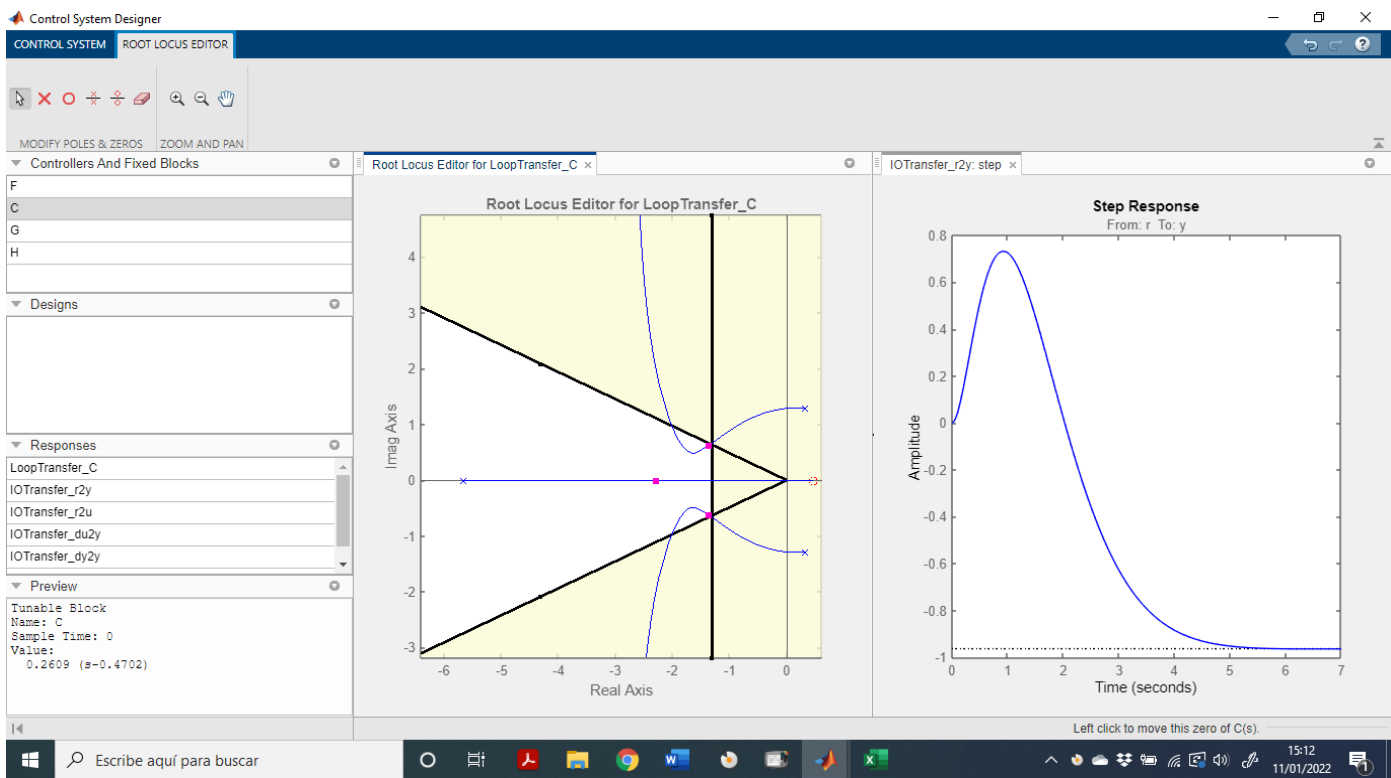 Control System Designer
CONTROL SYSTEM
ROOT LOCUS EDITOR
MODIFY POLES & ZEROS
ZOOM AND PAN
Controllers And Fixed Blocks
F
C
G
H
Designs
Responses
LoopTransfer_C
IOTransfer_r2y
IOTransfer_r2u
IOTransfer_du2y
IOTransfer_dy2y
Preview
Tunable Block
Name: C
Sample Time: 0
Value:
0.2609 (s-0.4702)
Root Locus Editor for LoopTransfer_C
Root Locus Editor for LoopTransfer_C
Imag Axis
4
3
2
1
0
-1
-2
-3
-6
-5
-4
-3
-2
-1
0
Real Axis
IOTransfer_r2y: step
Step Response
From: r To: y
Amplitude
0.8
0.6
0.4
0.2
0
-0.2
-0.4
-0.6
-0.8
-1
0
1
2
3
4
5
6
7
Time (seconds)
Left click to move this zero of C(s).
Escribe aquí para buscar
15:12
11/01/2022
1